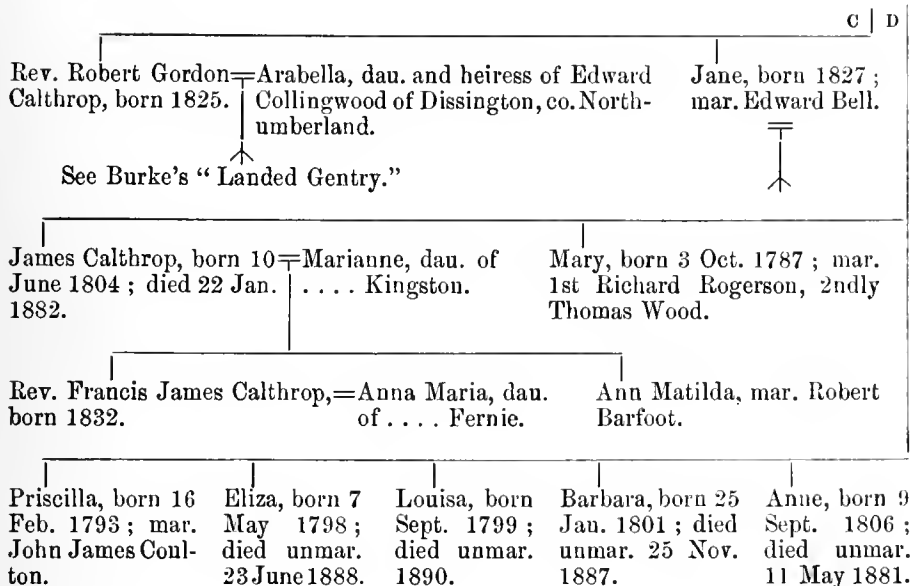 C | D
Rev. Robert Gordon=Arabella, dau. and heiress of Edward
Calthrop, born 1825. Collingwood of Dissington, co. North-
umberland.
Jane, born 1827 ;
mar. Edward Bell.
See Burke's “ Landed Gentry.”
James Calthrop, born 10=Marianne, dau. of
June 1804 ; died 22 Jan. . . . . Kingston.
1882.
Mary, born 3 Oct. 1787 ; mar.
1st Richard Rogerson, 2ndly
Thomas Wood.
Rev. Francis James Calthrop,=Anna Maria, dau.
born 1832. of . . . . Fernie.
Ann Matilda, mar. Robert
Barfoot.
Priscilla, born 16
Feb. 1793 ; mar.
John James Coul-
ton.
Eliza, born 7
May 1798 ;
died unmar.
23 June 1888.
Louisa, born
Sept. 1799 ;
died unmar.
1890.
Barbara, born 25
Jan. 1801 ; died
unmar. 25 Nov.
1887.
Anne, born 9
Sept. 1806 ;
died unmar.
11 May 1881.